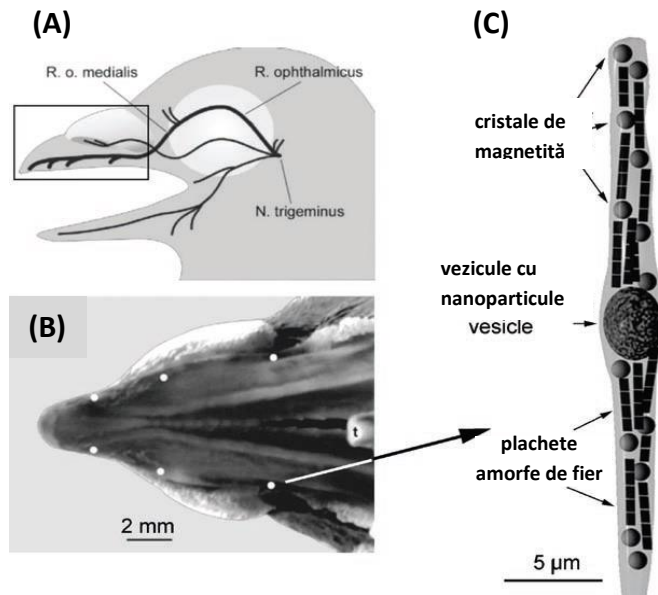 (A)
R. o. medialis
R. ophthalmicus
N. trigeminus
(B)
t
2 mm
(C)
cristale de
magnetită
vezicule cu
nanoparticule
vesicle
plachete
amorfe de fier
5 µm